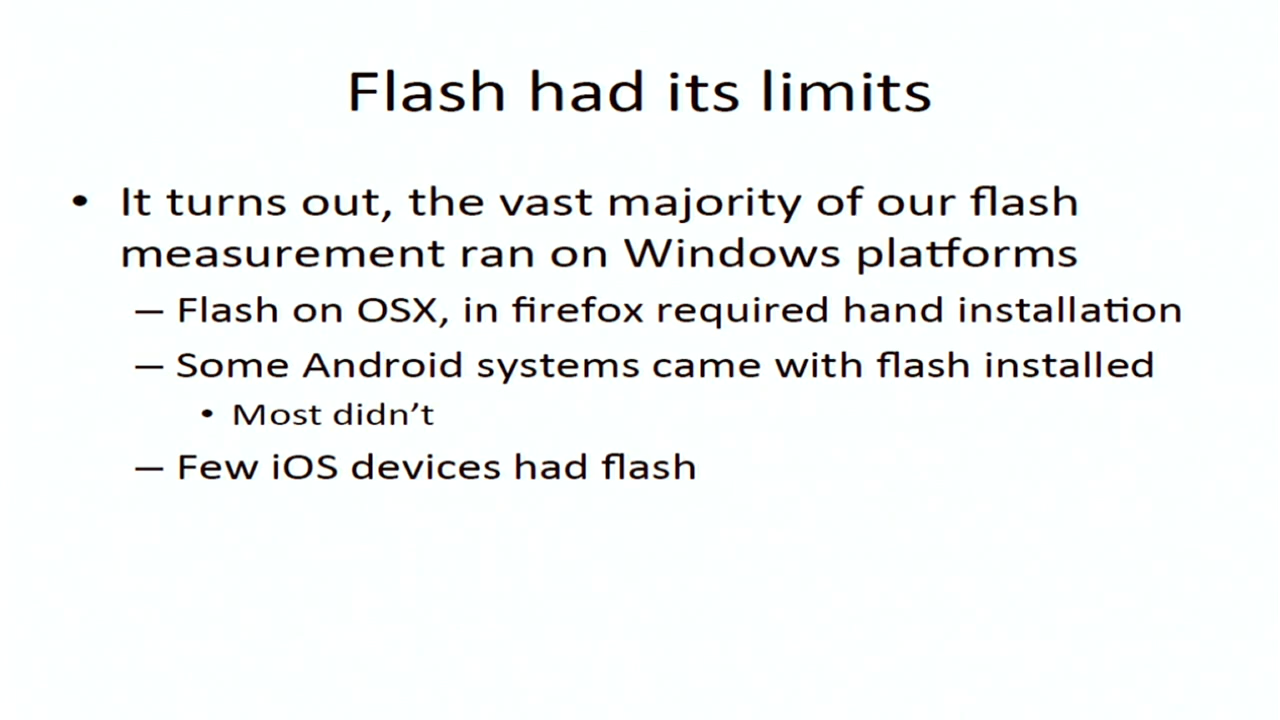 Flash had its limits
• It turns out, the vast majority of our flash
measurement ran on Windows platforms
– Flash on OSX, in firefox required hand installation
– Some Android systems came with flash installed
• Most didn’t
– Few iOS devices had flash